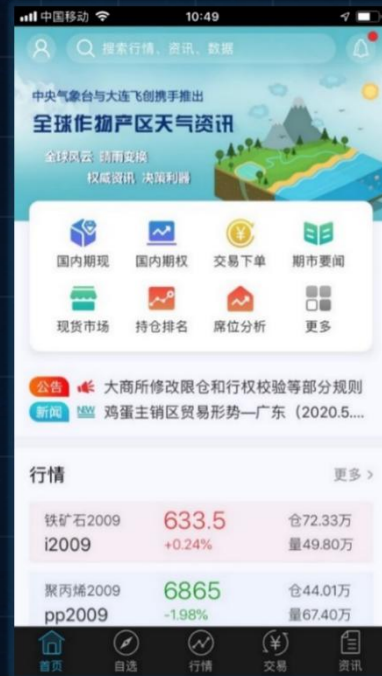 中国移动 10:49
搜索行情、资讯、数据
中央气象台与大连飞创携手推出
全球作物产区天气资讯
全球风云 晴雨变换
权威资讯 决策利器
国内期现 国内期权 交易下单 期市要闻
现货市场 持仓排名 席位分析 更多
公告 大商所修改限仓和行权校验等部分规则
新闻 NEW 鸡蛋主销区贸易形势—广东（2020.5....
行情 更多 >
铁矿石2009 633.5 仓72.33万
i2009 +0.24% 量49.80万
聚丙烯2009 6865 仓44.01万
pp2009 -1.98% 量67.40万
首页 自选 行情 交易 资讯